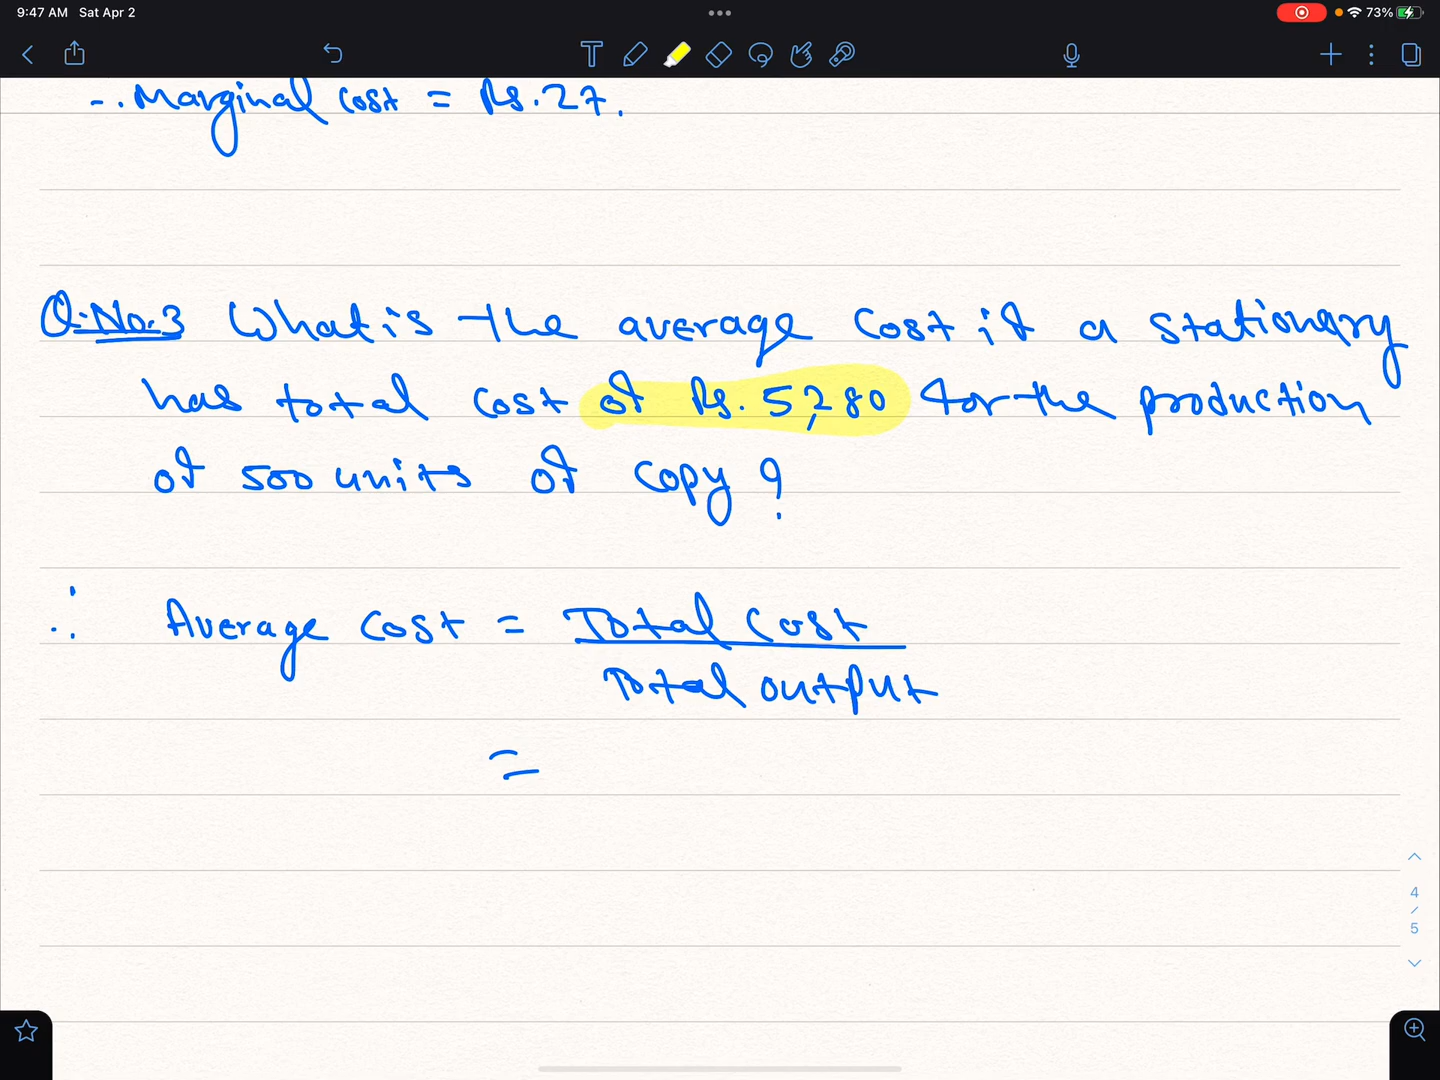 9:47 AM Sat Apr 2
73%
∴ Marginal cost = Rs. 27.
Q.No.3 What is the average cost if a stationary
has total cost of Rs. 5,280 for the production
of 500 units of copy?
∴ Average cost = Total cost
Total output
=
4
/
5